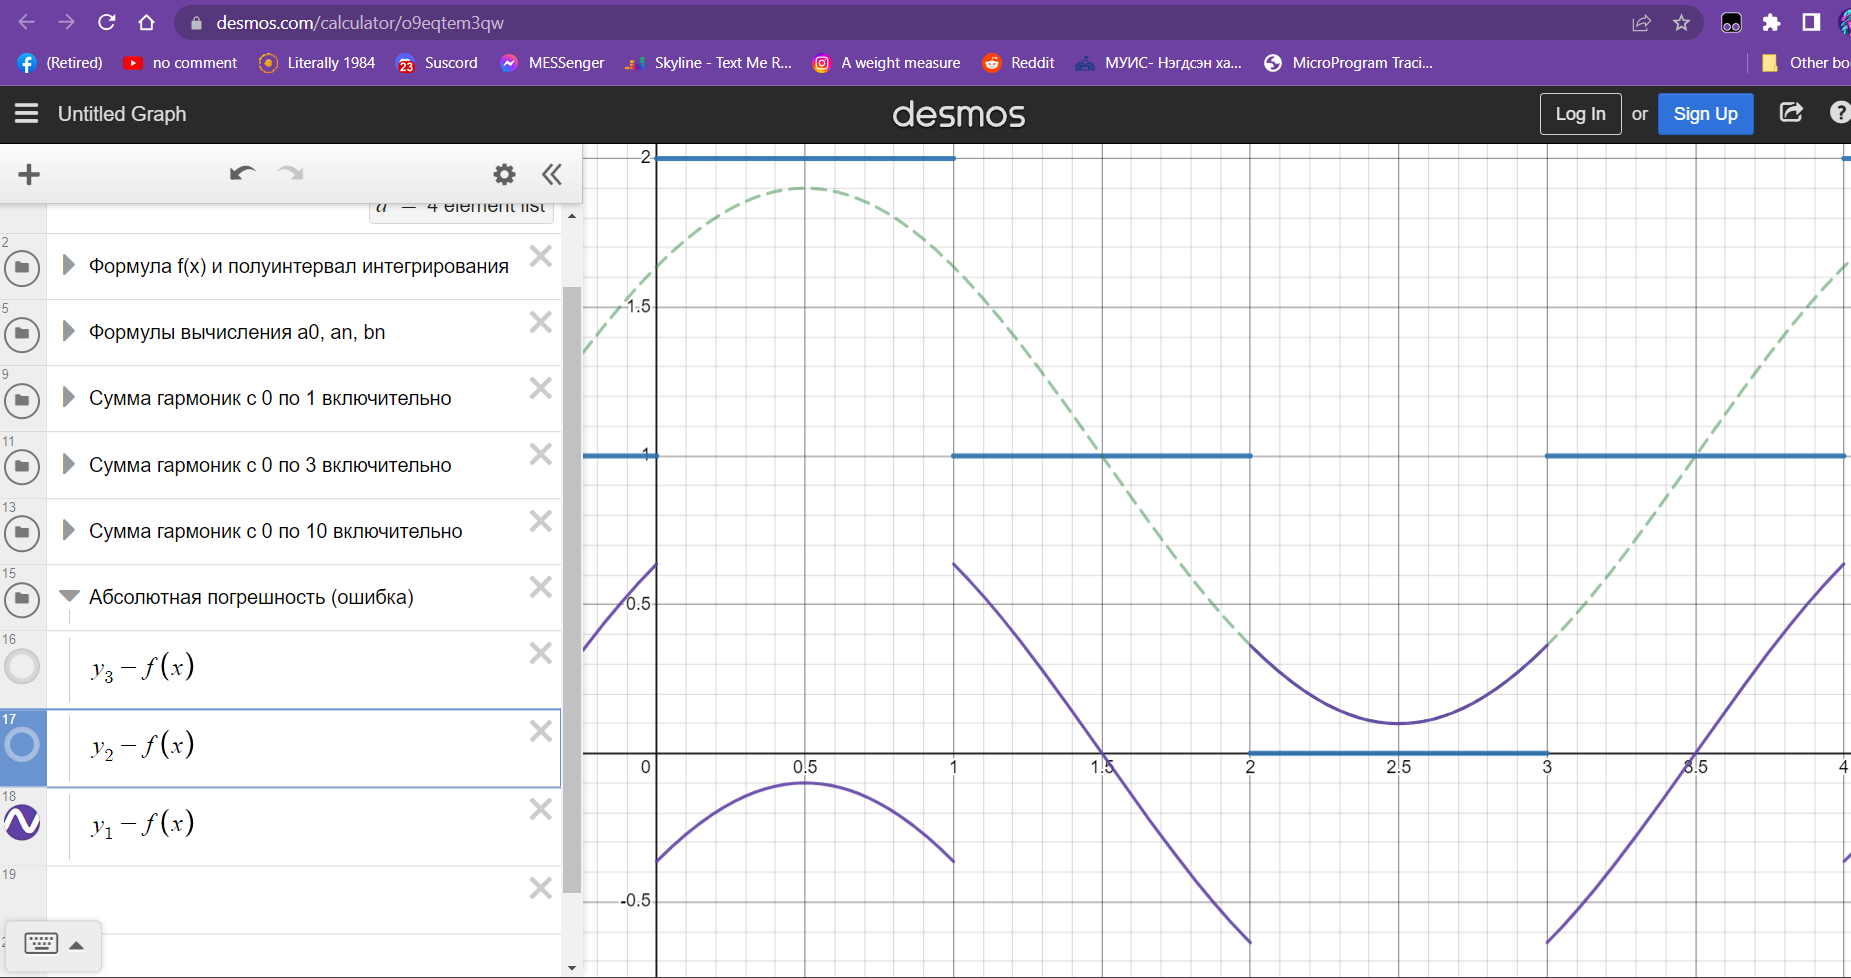 desmos.com/calculator/o9eqtem3qw
(Retired) no comment Literally 1984 Suscord MESSenger Skyline - Text Me R... A weight measure Reddit МУИС- Нэгдсэн ха... MicroProgram Traci... Other bo
23
Untitled Graph
desmos
Log In or Sign Up ?
a = 4 element list
2
Формула f(x) и полуинтервал интегрирования
5
Формулы вычисления a0, an, bn
9
Сумма гармоник с 0 по 1 включительно
11
Сумма гармоник с 0 по 3 включительно
13
Сумма гармоник с 0 по 10 включительно
15
Абсолютная погрешность (ошибка)
16
y₃ − f(x)
17
y₂ − f(x)
18
y₁ − f(x)
19
2
1.5
1
0.5
0 0.5 1 1.5 2 2.5 3 3.5 4
-0.5